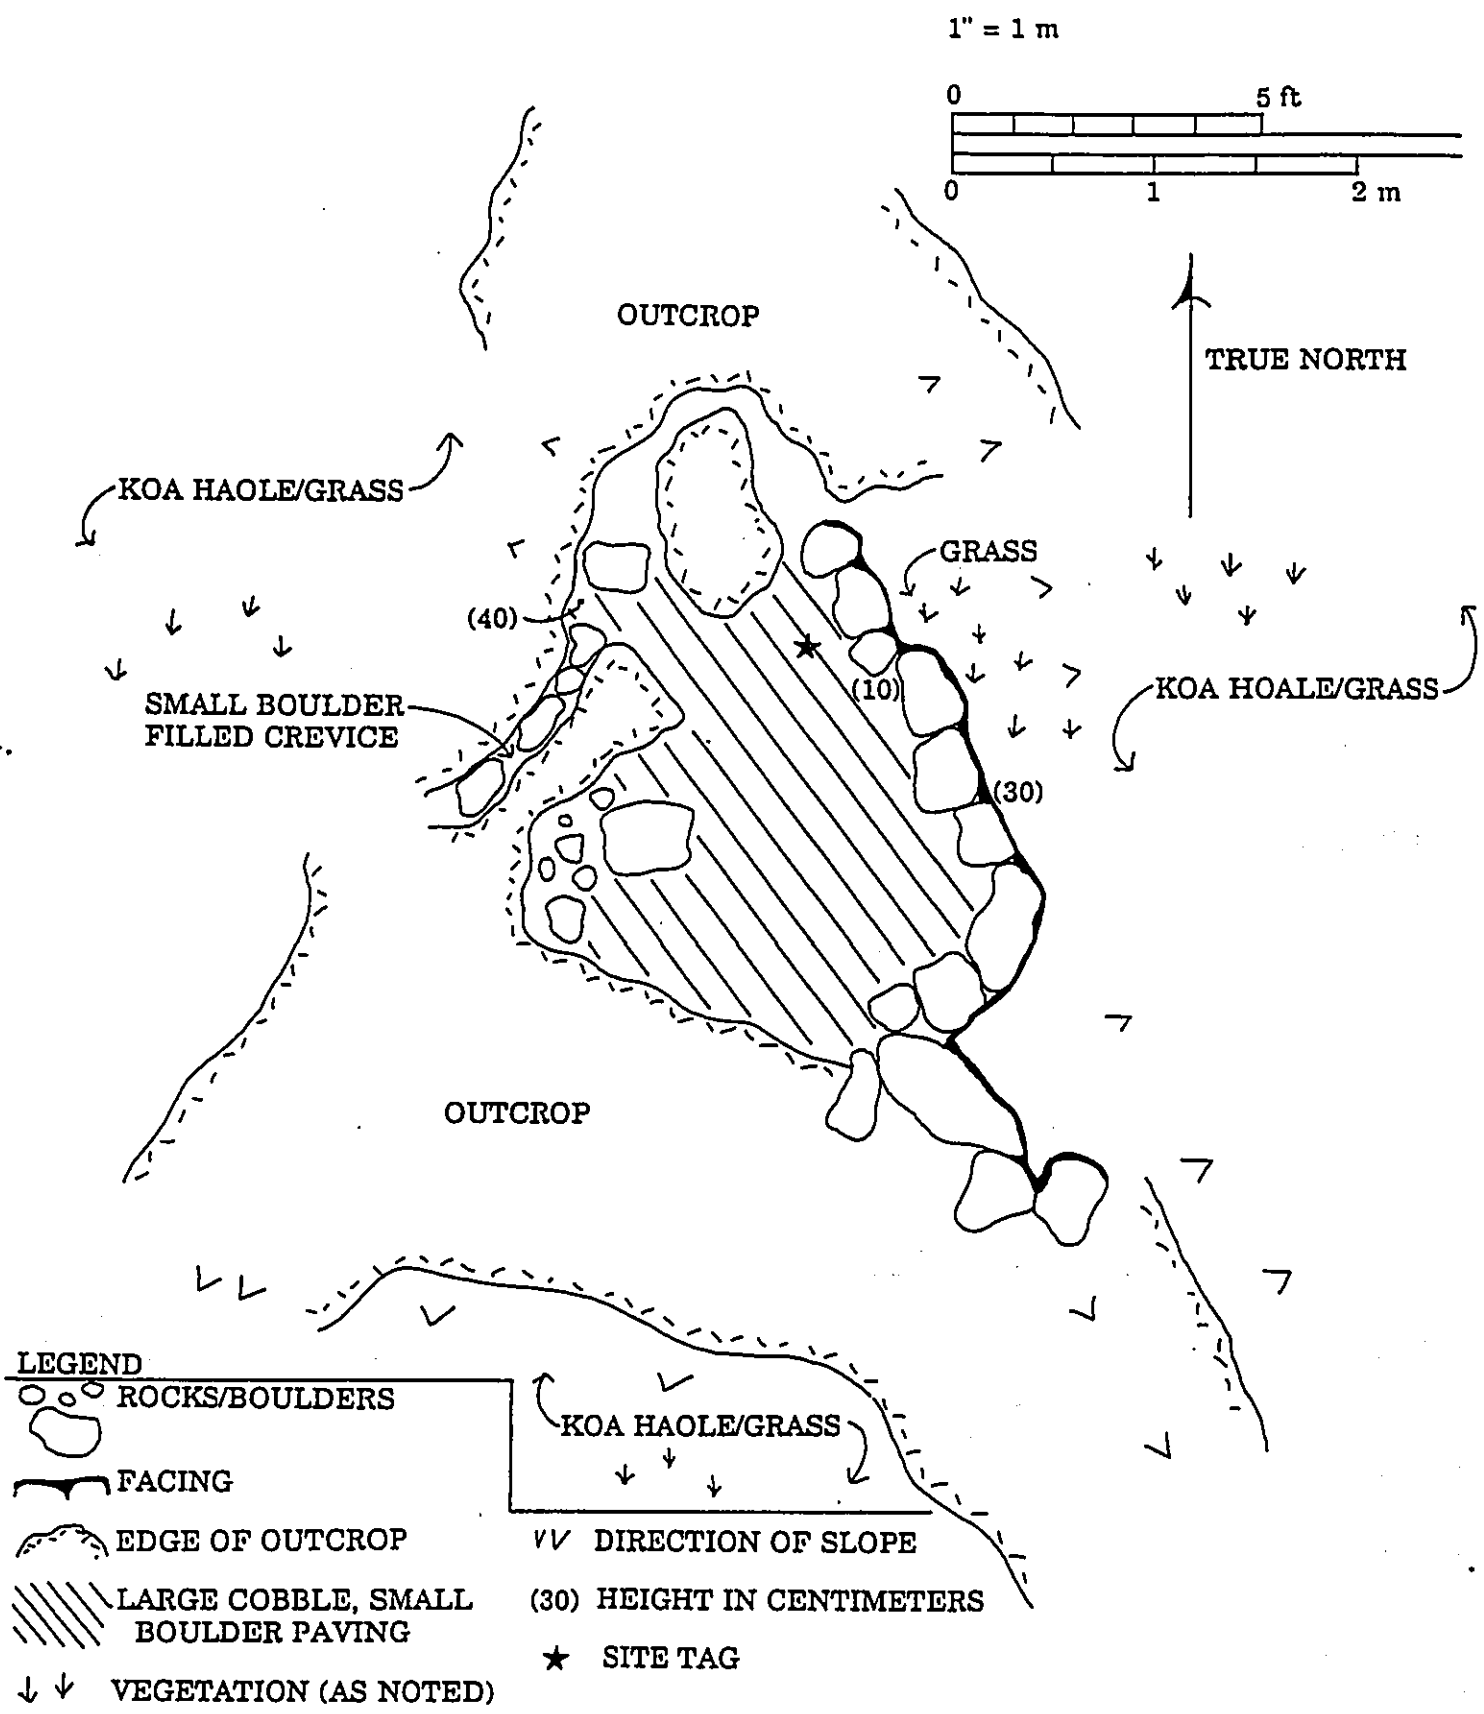 1" = 1 m
0 5 ft
0 1 2 m
OUTCROP
TRUE NORTH
KOA HAOLE/GRASS
GRASS
(40)
(10)
KOA HOALE/GRASS
SMALL BOULDER
FILLED CREVICE
(30)
OUTCROP
LEGEND
ROCKS/BOULDERS
KOA HAOLE/GRASS
FACING
EDGE OF OUTCROP
DIRECTION OF SLOPE
LARGE COBBLE, SMALL
BOULDER PAVING
(30) HEIGHT IN CENTIMETERS
SITE TAG
VEGETATION (AS NOTED)